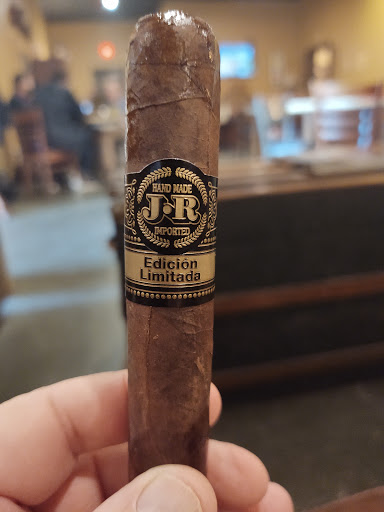 HAND MADE
J·R
IMPORTED
Edición
Limitada